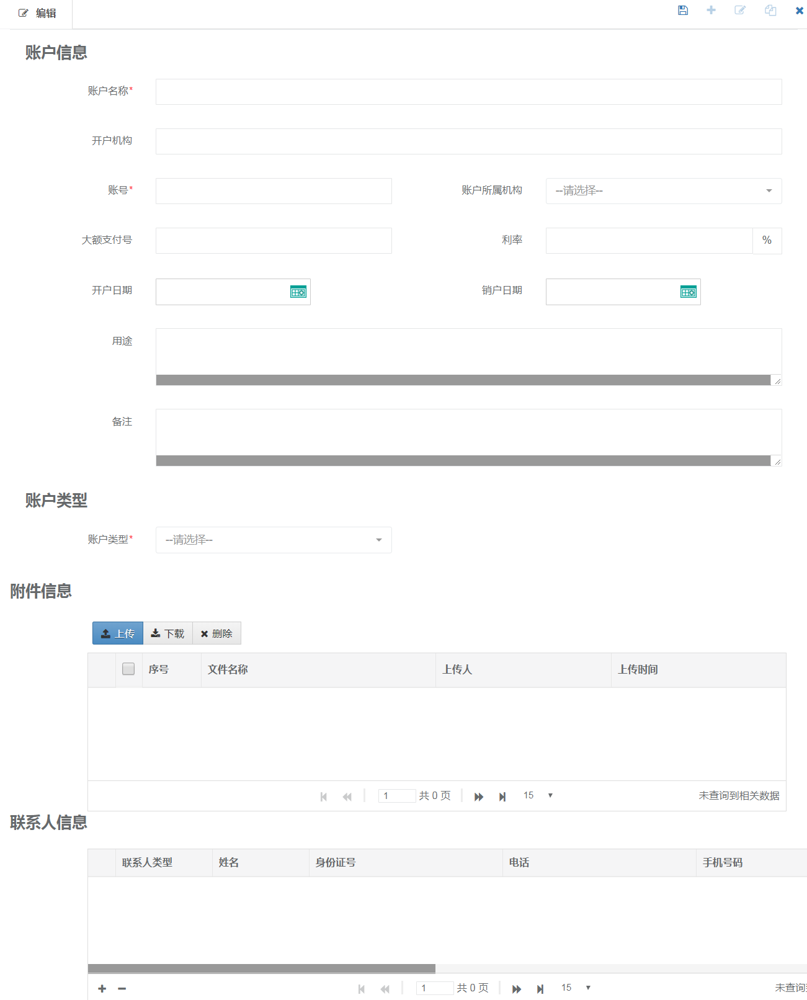 编辑
账户信息
账户名称*
开户机构
账号* 账户所属机构 --请选择--
大额支付号 利率 %
开户日期 销户日期
用途
备注
账户类型
账户类型* --请选择--
附件信息
上传 下载 删除
序号 文件名称 上传人 上传时间
1 共 0 页 15 未查询到相关数据
联系人信息
联系人类型 姓名 身份证号 电话 手机号码
1 共 0 页 15 未查询